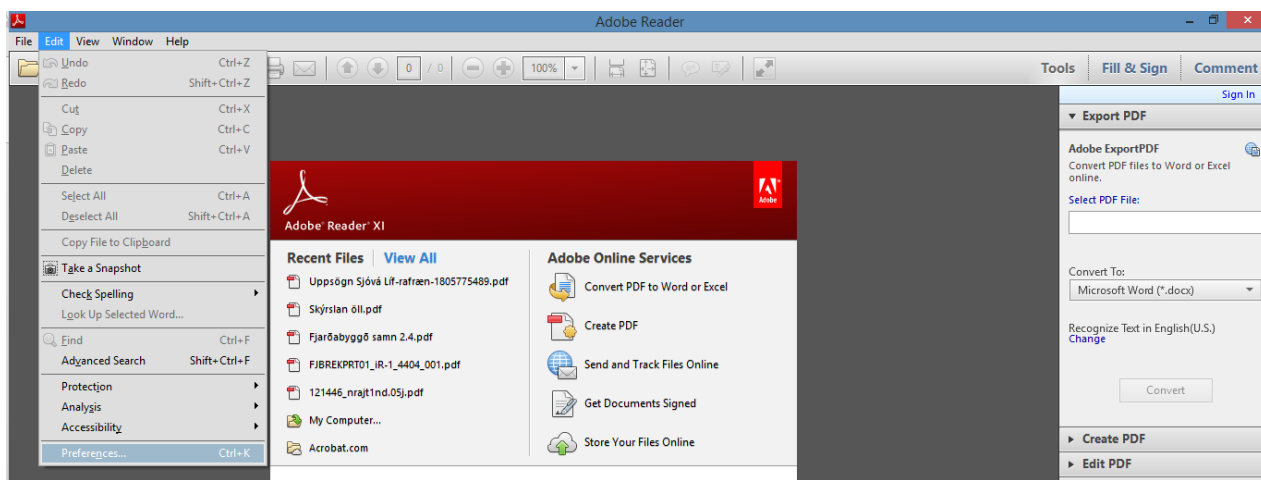 Adobe Reader
File Edit View Window Help
Undo Ctrl+Z
Redo Shift+Ctrl+Z
Cut Ctrl+X
Copy Ctrl+C
Paste Ctrl+V
Delete
Select All Ctrl+A
Deselect All Shift+Ctrl+A
Copy File to Clipboard
Take a Snapshot
Check Spelling
Look Up Selected Word...
Find Ctrl+F
Advanced Search Shift+Ctrl+F
Protection
Analysis
Accessibility
Preferences... Ctrl+K
0 / 0
100%
Tools Fill & Sign Comment
Adobe® Reader® XI
Adobe
Recent Files View All
Uppsögn Sjóvá Líf-rafræn-1805775489.pdf
Skýrslan öll.pdf
Fjarðabyggð samn 2.4.pdf
FJBREKPRT01_iR-1_4404_001.pdf
121446_nrajt1nd.05j.pdf
My Computer...
Acrobat.com
Adobe Online Services
Convert PDF to Word or Excel
Create PDF
Send and Track Files Online
Get Documents Signed
Store Your Files Online
Sign In
Export PDF
Adobe ExportPDF
Convert PDF files to Word or Excel
online.
Select PDF File:
Convert To:
Microsoft Word (*.docx)
Recognize Text in English(U.S.)
Change
Convert
Create PDF
Edit PDF